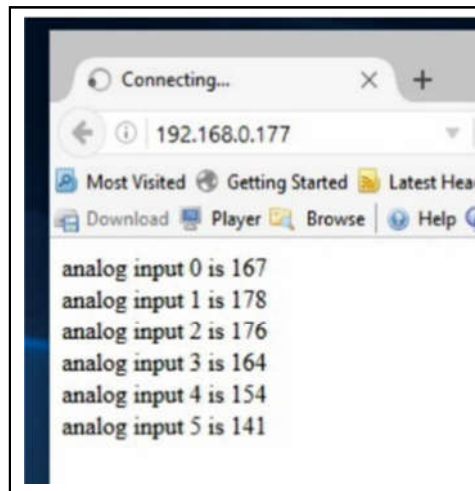 Connecting...
192.168.0.177
Most Visited Getting Started Latest Hea
Download Player Browse Help
analog input 0 is 167
analog input 1 is 178
analog input 2 is 176
analog input 3 is 164
analog input 4 is 154
analog input 5 is 141